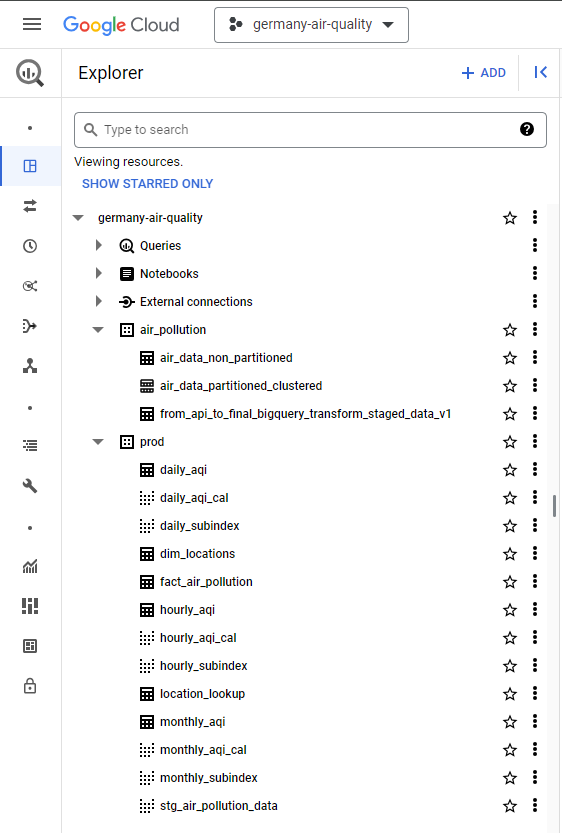 Google Cloud germany-air-quality
Explorer + ADD
Type to search ?
Viewing resources.
SHOW STARRED ONLY
germany-air-quality
Queries
Notebooks
External connections
air_pollution
air_data_non_partitioned
air_data_partitioned_clustered
from_api_to_final_bigquery_transform_staged_data_v1
prod
daily_aqi
daily_aqi_cal
daily_subindex
dim_locations
fact_air_pollution
hourly_aqi
hourly_aqi_cal
hourly_subindex
location_lookup
monthly_aqi
monthly_aqi_cal
monthly_subindex
stg_air_pollution_data